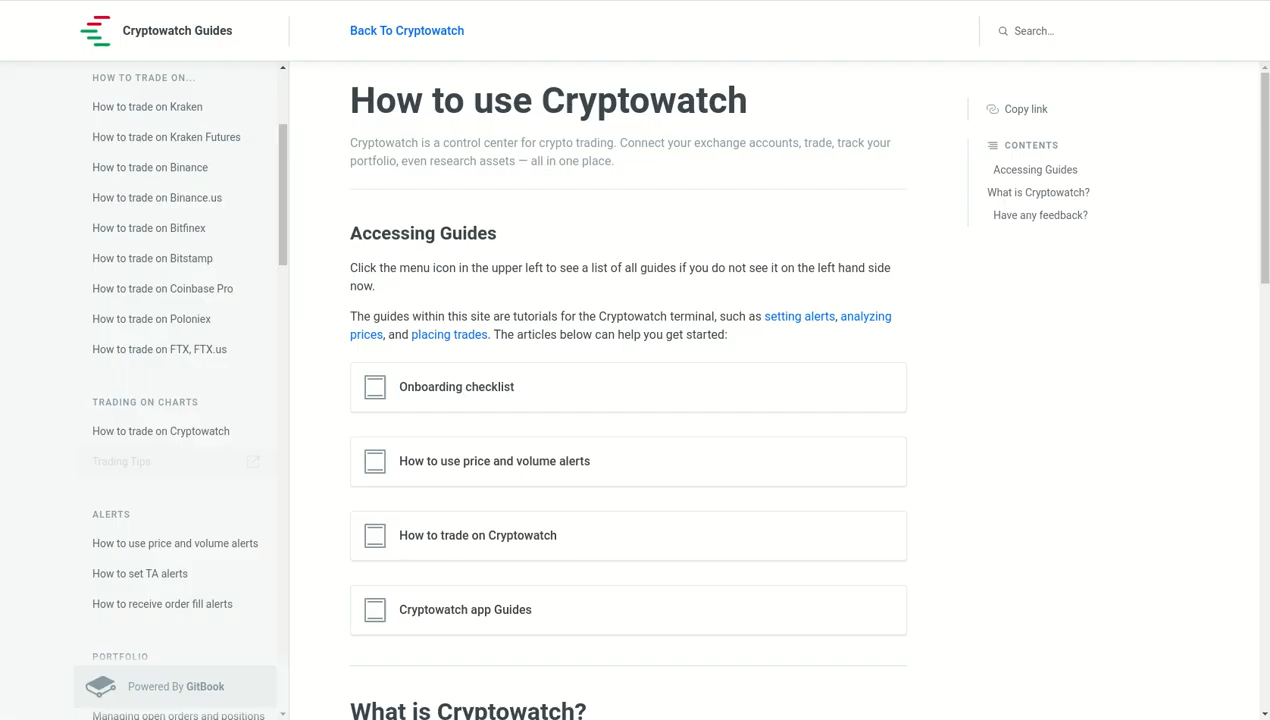 Cryptowatch Guides
Back To Cryptowatch
Search...
HOW TO TRADE ON...
How to trade on Kraken
How to trade on Kraken Futures
How to trade on Binance
How to trade on Binance.us
How to trade on Bitfinex
How to trade on Bitstamp
How to trade on Coinbase Pro
How to trade on Poloniex
How to trade on FTX, FTX.us
TRADING ON CHARTS
How to trade on Cryptowatch
Trading Tips
ALERTS
How to use price and volume alerts
How to set TA alerts
How to receive order fill alerts
PORTFOLIO
Powered By GitBook
Managing open orders and positions
How to use Cryptowatch
Cryptowatch is a control center for crypto trading. Connect your exchange accounts, trade, track your
portfolio, even research assets — all in one place.
Accessing Guides
Click the menu icon in the upper left to see a list of all guides if you do not see it on the left hand side
now.
The guides within this site are tutorials for the Cryptowatch terminal, such as setting alerts, analyzing
prices, and placing trades. The articles below can help you get started:
Onboarding checklist
How to use price and volume alerts
How to trade on Cryptowatch
Cryptowatch app Guides
What is Cryptowatch?
Copy link
CONTENTS
Accessing Guides
What is Cryptowatch?
Have any feedback?